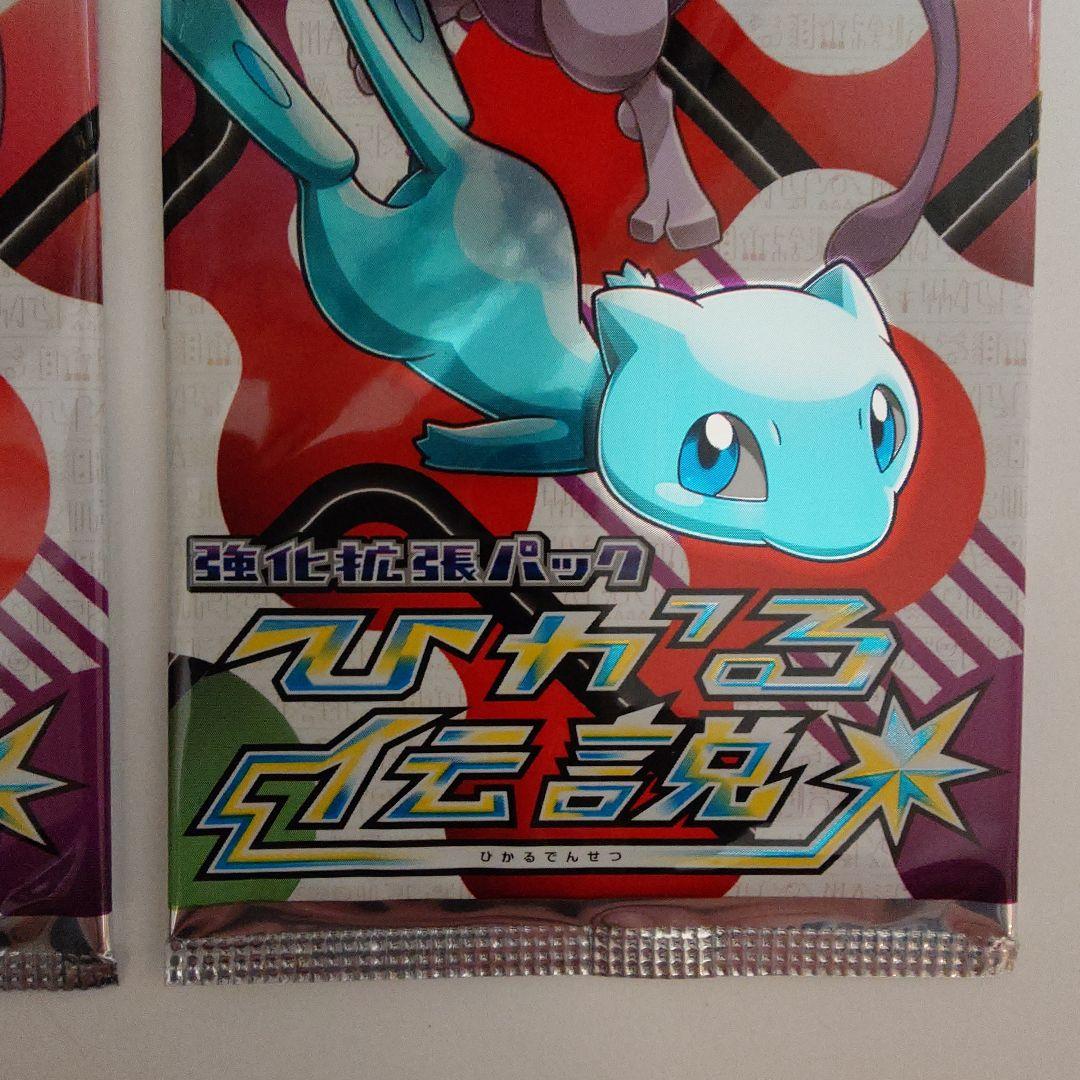 強化拡張パック
ひかる
伝説
ひかるでんせつ